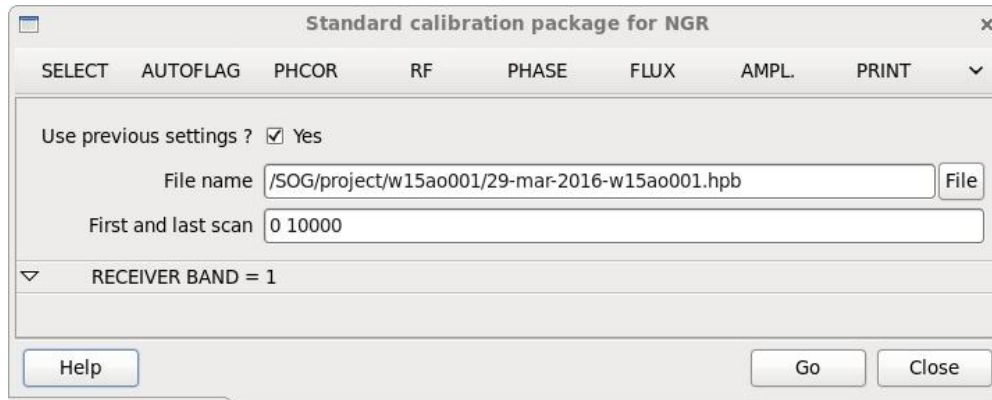 Standard calibration package for NGR
SELECT AUTOFLAG PHCOR RF PHASE FLUX AMPL. PRINT
Use previous settings ? Yes
File name /SOG/project/w15ao001/29-mar-2016-w15ao001.hpb File
First and last scan 0 10000
RECEIVER BAND = 1
Help Go Close